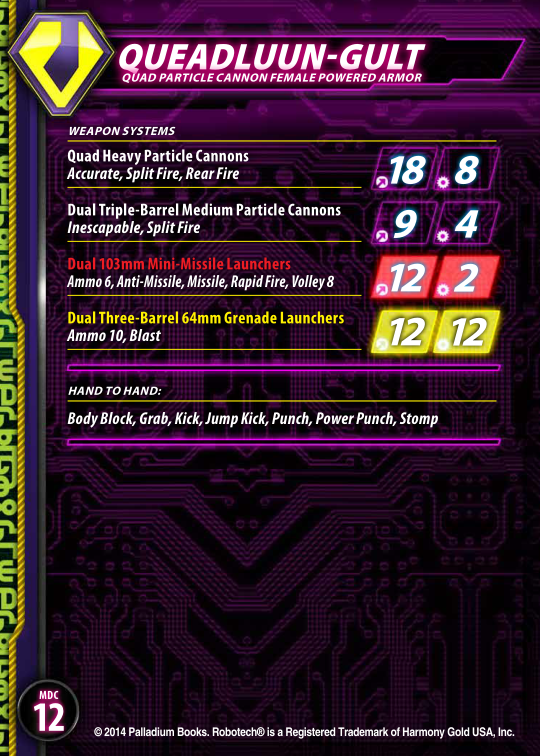 QUEADLUUN-GULT
QUAD PARTICLE CANNON FEMALE POWERED ARMOR
WEAPON SYSTEMS
Quad Heavy Particle Cannons
Accurate, Split Fire, Rear Fire
18 8
Dual Triple-Barrel Medium Particle Cannons
Inescapable, Split Fire
9 4
Dual 103mm Mini-Missile Launchers
Ammo 6, Anti-Missile, Missile, Rapid Fire, Volley 8
12 2
Dual Three-Barrel 64mm Grenade Launchers
Ammo 10, Blast
12 12
HAND TO HAND:
Body Block, Grab, Kick, Jump Kick, Punch, Power Punch, Stomp
MDC
12
© 2014 Palladium Books. Robotech® is a Registered Trademark of Harmony Gold USA, Inc.